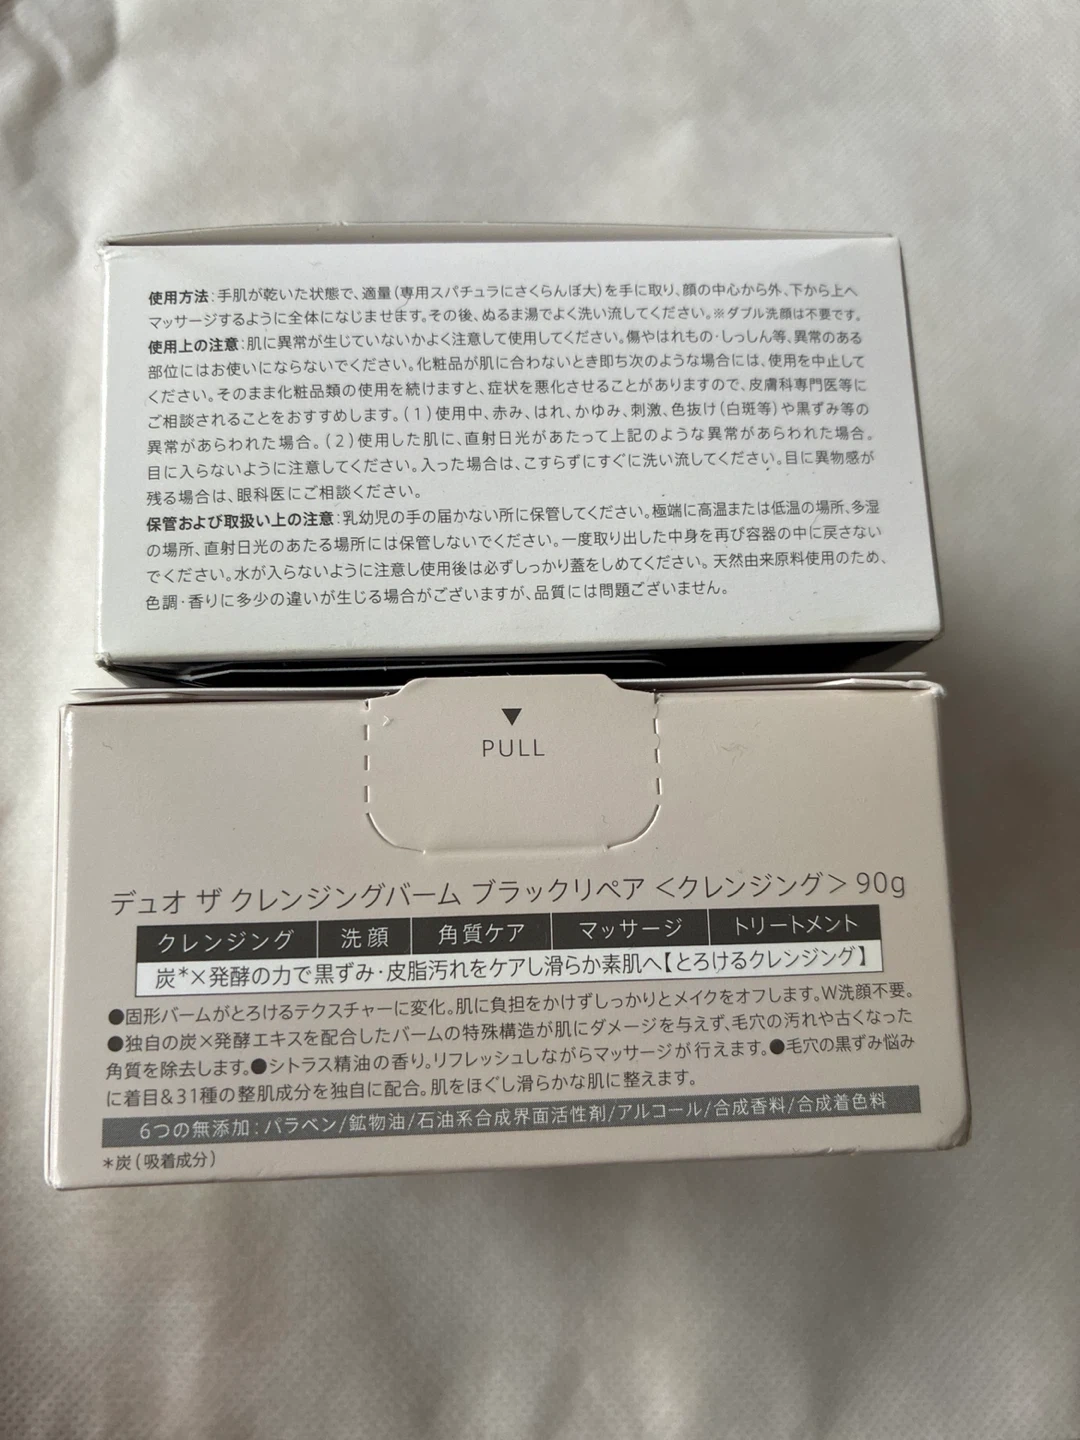 使用方法:手肌が乾いた状態で、適量(専用スパチュラにさくらんぼ大)を手に取り、顔の中心から外、下から上へ
マッサージするように全体になじませます。その後、ぬるま湯でよく洗い流してください。※ダブル洗顔は不要です。
使用上の注意:肌に異常が生じていないかよく注意して使用してください。傷やはれもの・しっしん等、異常のある
部位にはお使いにならないでください。化粧品が肌に合わないとき即ち次のような場合には、使用を中止して
ください。そのまま化粧品類の使用を続けますと、症状を悪化させることがありますので、皮膚科専門医等に
ご相談されることをおすすめします。(1)使用中、赤み、はれ、かゆみ、刺激、色抜け(白斑等)や黒ずみ等の
異常があらわれた場合。(2)使用した肌に、直射日光があたって上記のような異常があらわれた場合。
目に入らないように注意してください。入った場合は、こすらずにすぐに洗い流してください。目に異物感が
残る場合は、眼科医にご相談ください。
保管および取扱い上の注意:乳幼児の手の届かない所に保管してください。極端に高温または低温の場所、多湿
の場所、直射日光のあたる場所には保管しないでください。一度取り出した中身を再び容器の中に戻さない
でください。水が入らないように注意し使用後は必ずしっかり蓋をしめてください。天然由来原料使用のため、
色調・香りに多少の違いが生じる場合がございますが、品質には問題ございません。
▼
PULL
デュオ ザ クレンジングバーム ブラックリペア <クレンジング> 90g
クレンジング 洗顔 角質ケア マッサージ トリートメント
炭*×発酵の力で黒ずみ・皮脂汚れをケアし滑らか素肌へ【とろけるクレンジング】
●固形バームがとろけるテクスチャーに変化。肌に負担をかけずしっかりとメイクをオフします。W洗顔不要。
●独自の炭×発酵エキスを配合したバームの特殊構造が肌にダメージを与えず、毛穴の汚れや古くなった
角質を除去します。●シトラス精油の香り。リフレッシュしながらマッサージが行えます。●毛穴の黒ずみ悩み
に着目&31種の整肌成分を独自に配合。肌をほぐし滑らかな肌に整えます。
6つの無添加:パラベン/鉱物油/石油系合成界面活性剤/アルコール/合成香料/合成着色料
*炭(吸着成分)